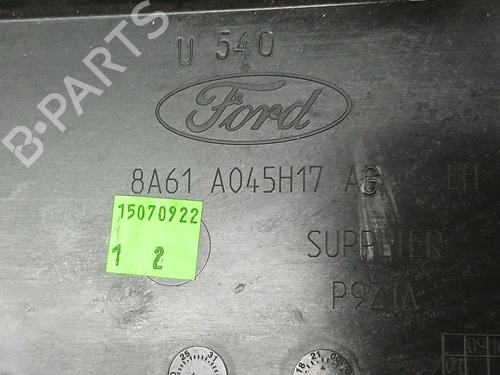 B-PARTS
U 540
Ford
8A61 A045H17 AG LH
15070922
1 2
SUPPLIER
P9Z1A